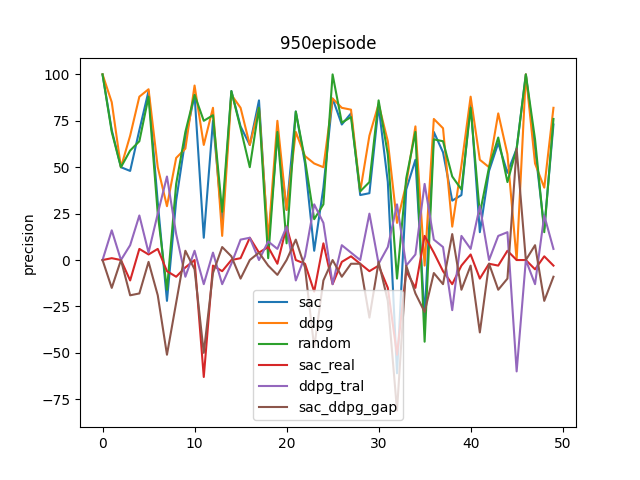 950episode
precision
100
75
50
25
0
−25
−50
−75
0
10
20
30
40
50
sac
ddpg
random
sac_real
ddpg_tral
sac_ddpg_gap